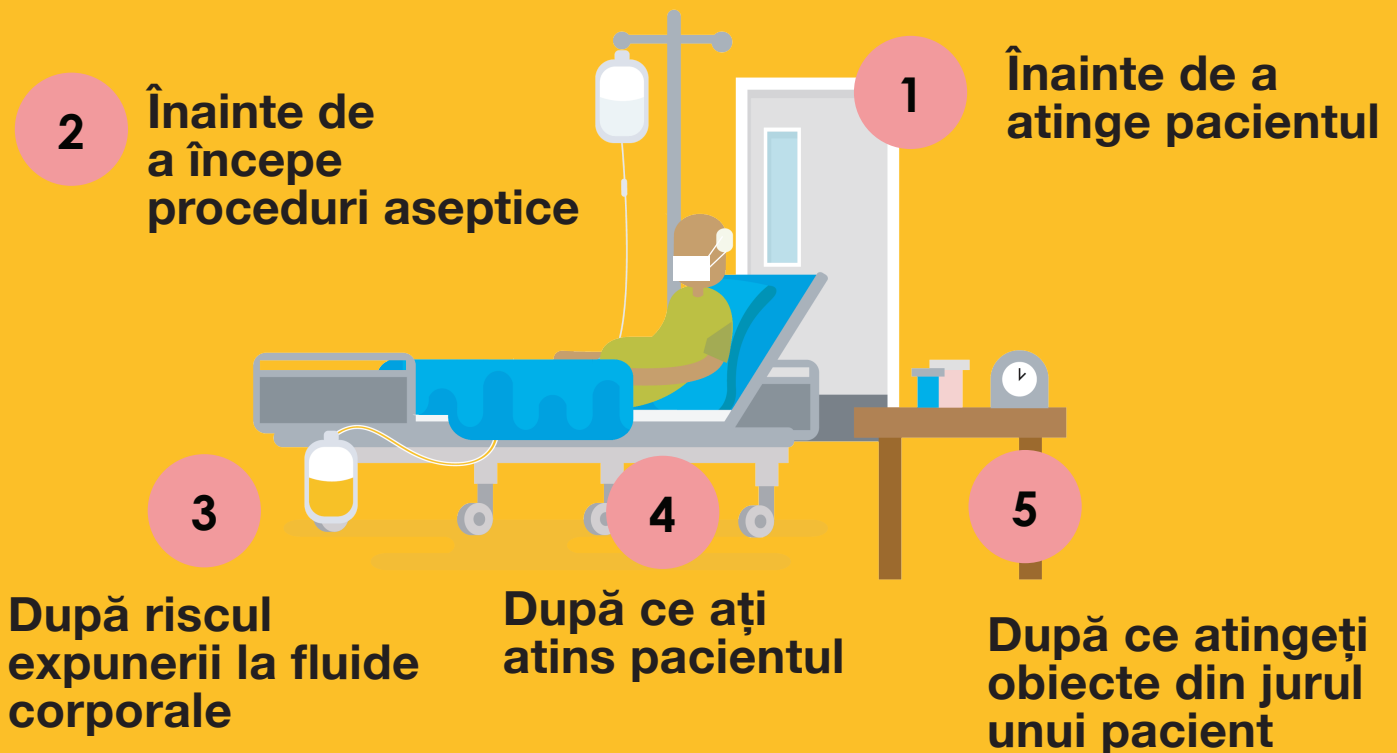 1
Înainte de a
atinge pacientul
2
Înainte de
a începe
proceduri aseptice
3
După riscul
expunerii la fluide
corporale
4
După ce ați
atins pacientul
5
După ce atingeți
obiecte din jurul
unui pacient